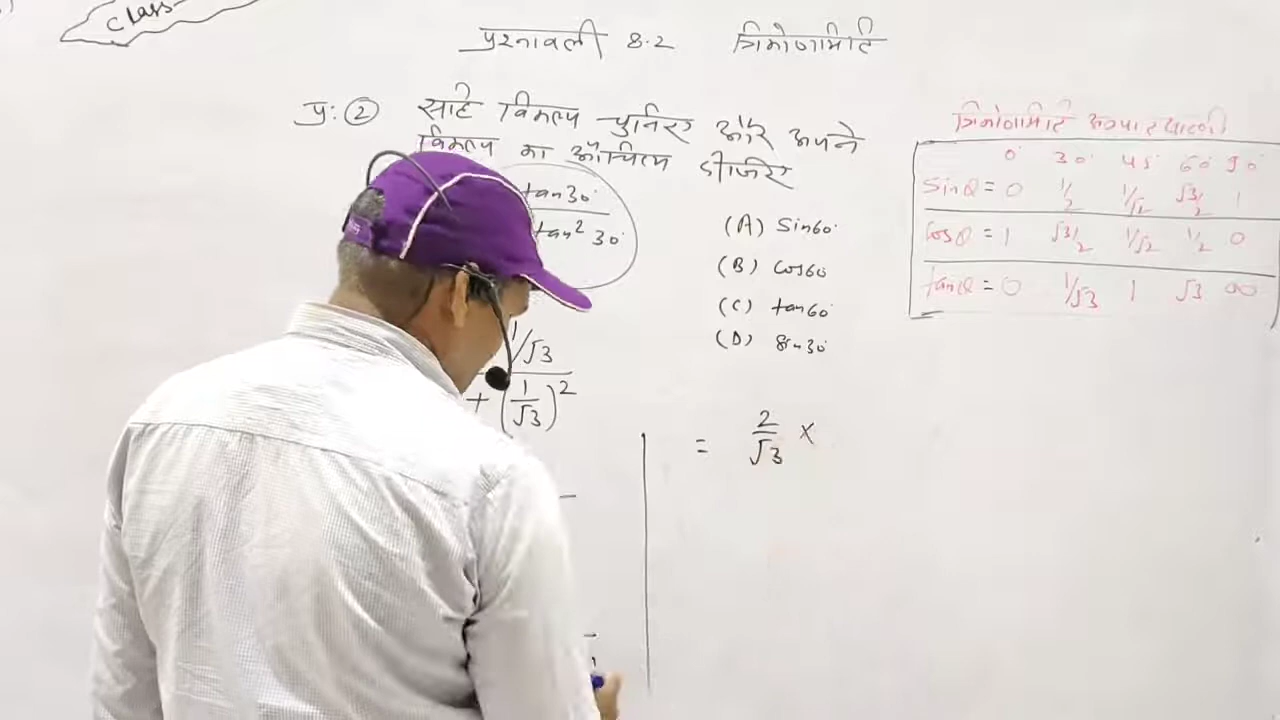 Class
प्रश्नावली 8.2 त्रिकोणमिति
प्र: ② सही विकल्प चुनिए और अपने
विकल्प का औचित्य दीजिए
tan30°
tan² 30°
(A) Sin60°
(B) cos60
(C) tan60°
(D) Sin30°
1/√3
+ (1/√3)²
= 2/√3 ×
त्रिकोणमिति अनुपात सारणी
0° 30° 45° 60° 90°
Sinθ = 0 1/2 1/√2 √3/2 1
Cosθ = 1 √3/2 1/√2 1/2 0
tanθ = 0 1/√3 1 √3 ∞